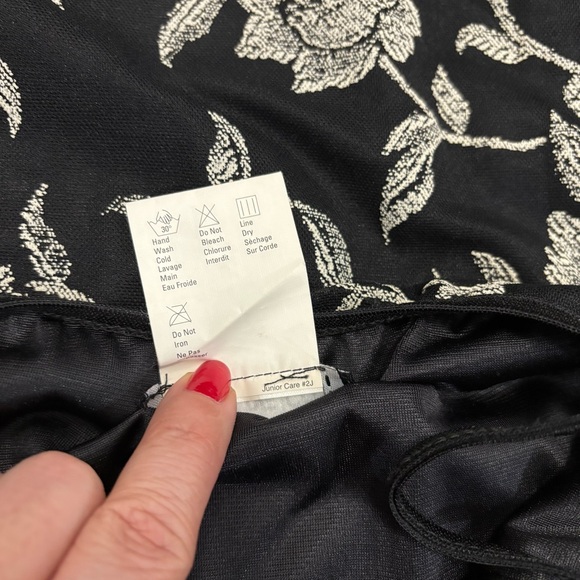 30°
Hand
Wash
Cold
Lavage
Main
Eau Froide
Do Not
Bleach
Chlorure
Interdit
Line
Dry
Sèchage
Sur Corde
Do Not
Iron
Ne Pas
Junior Care #2J